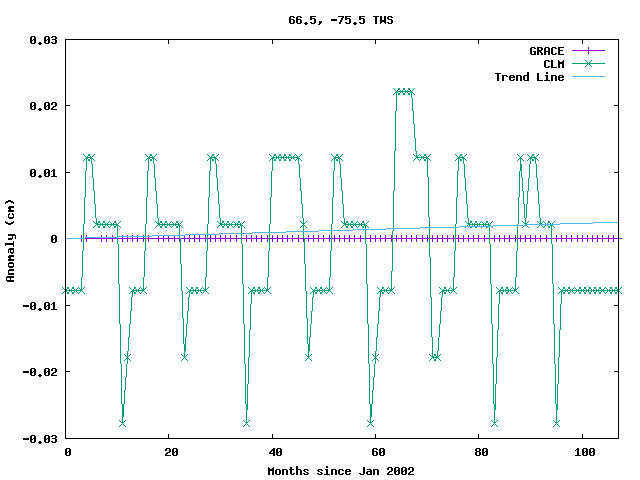 66.5, -75.5 TWS
GRACE
CLM
Trend Line
0.03
0.02
0.01
0
-0.01
-0.02
-0.03
Anomaly (cm)
0 20 40 60 80 100
Months since Jan 2002